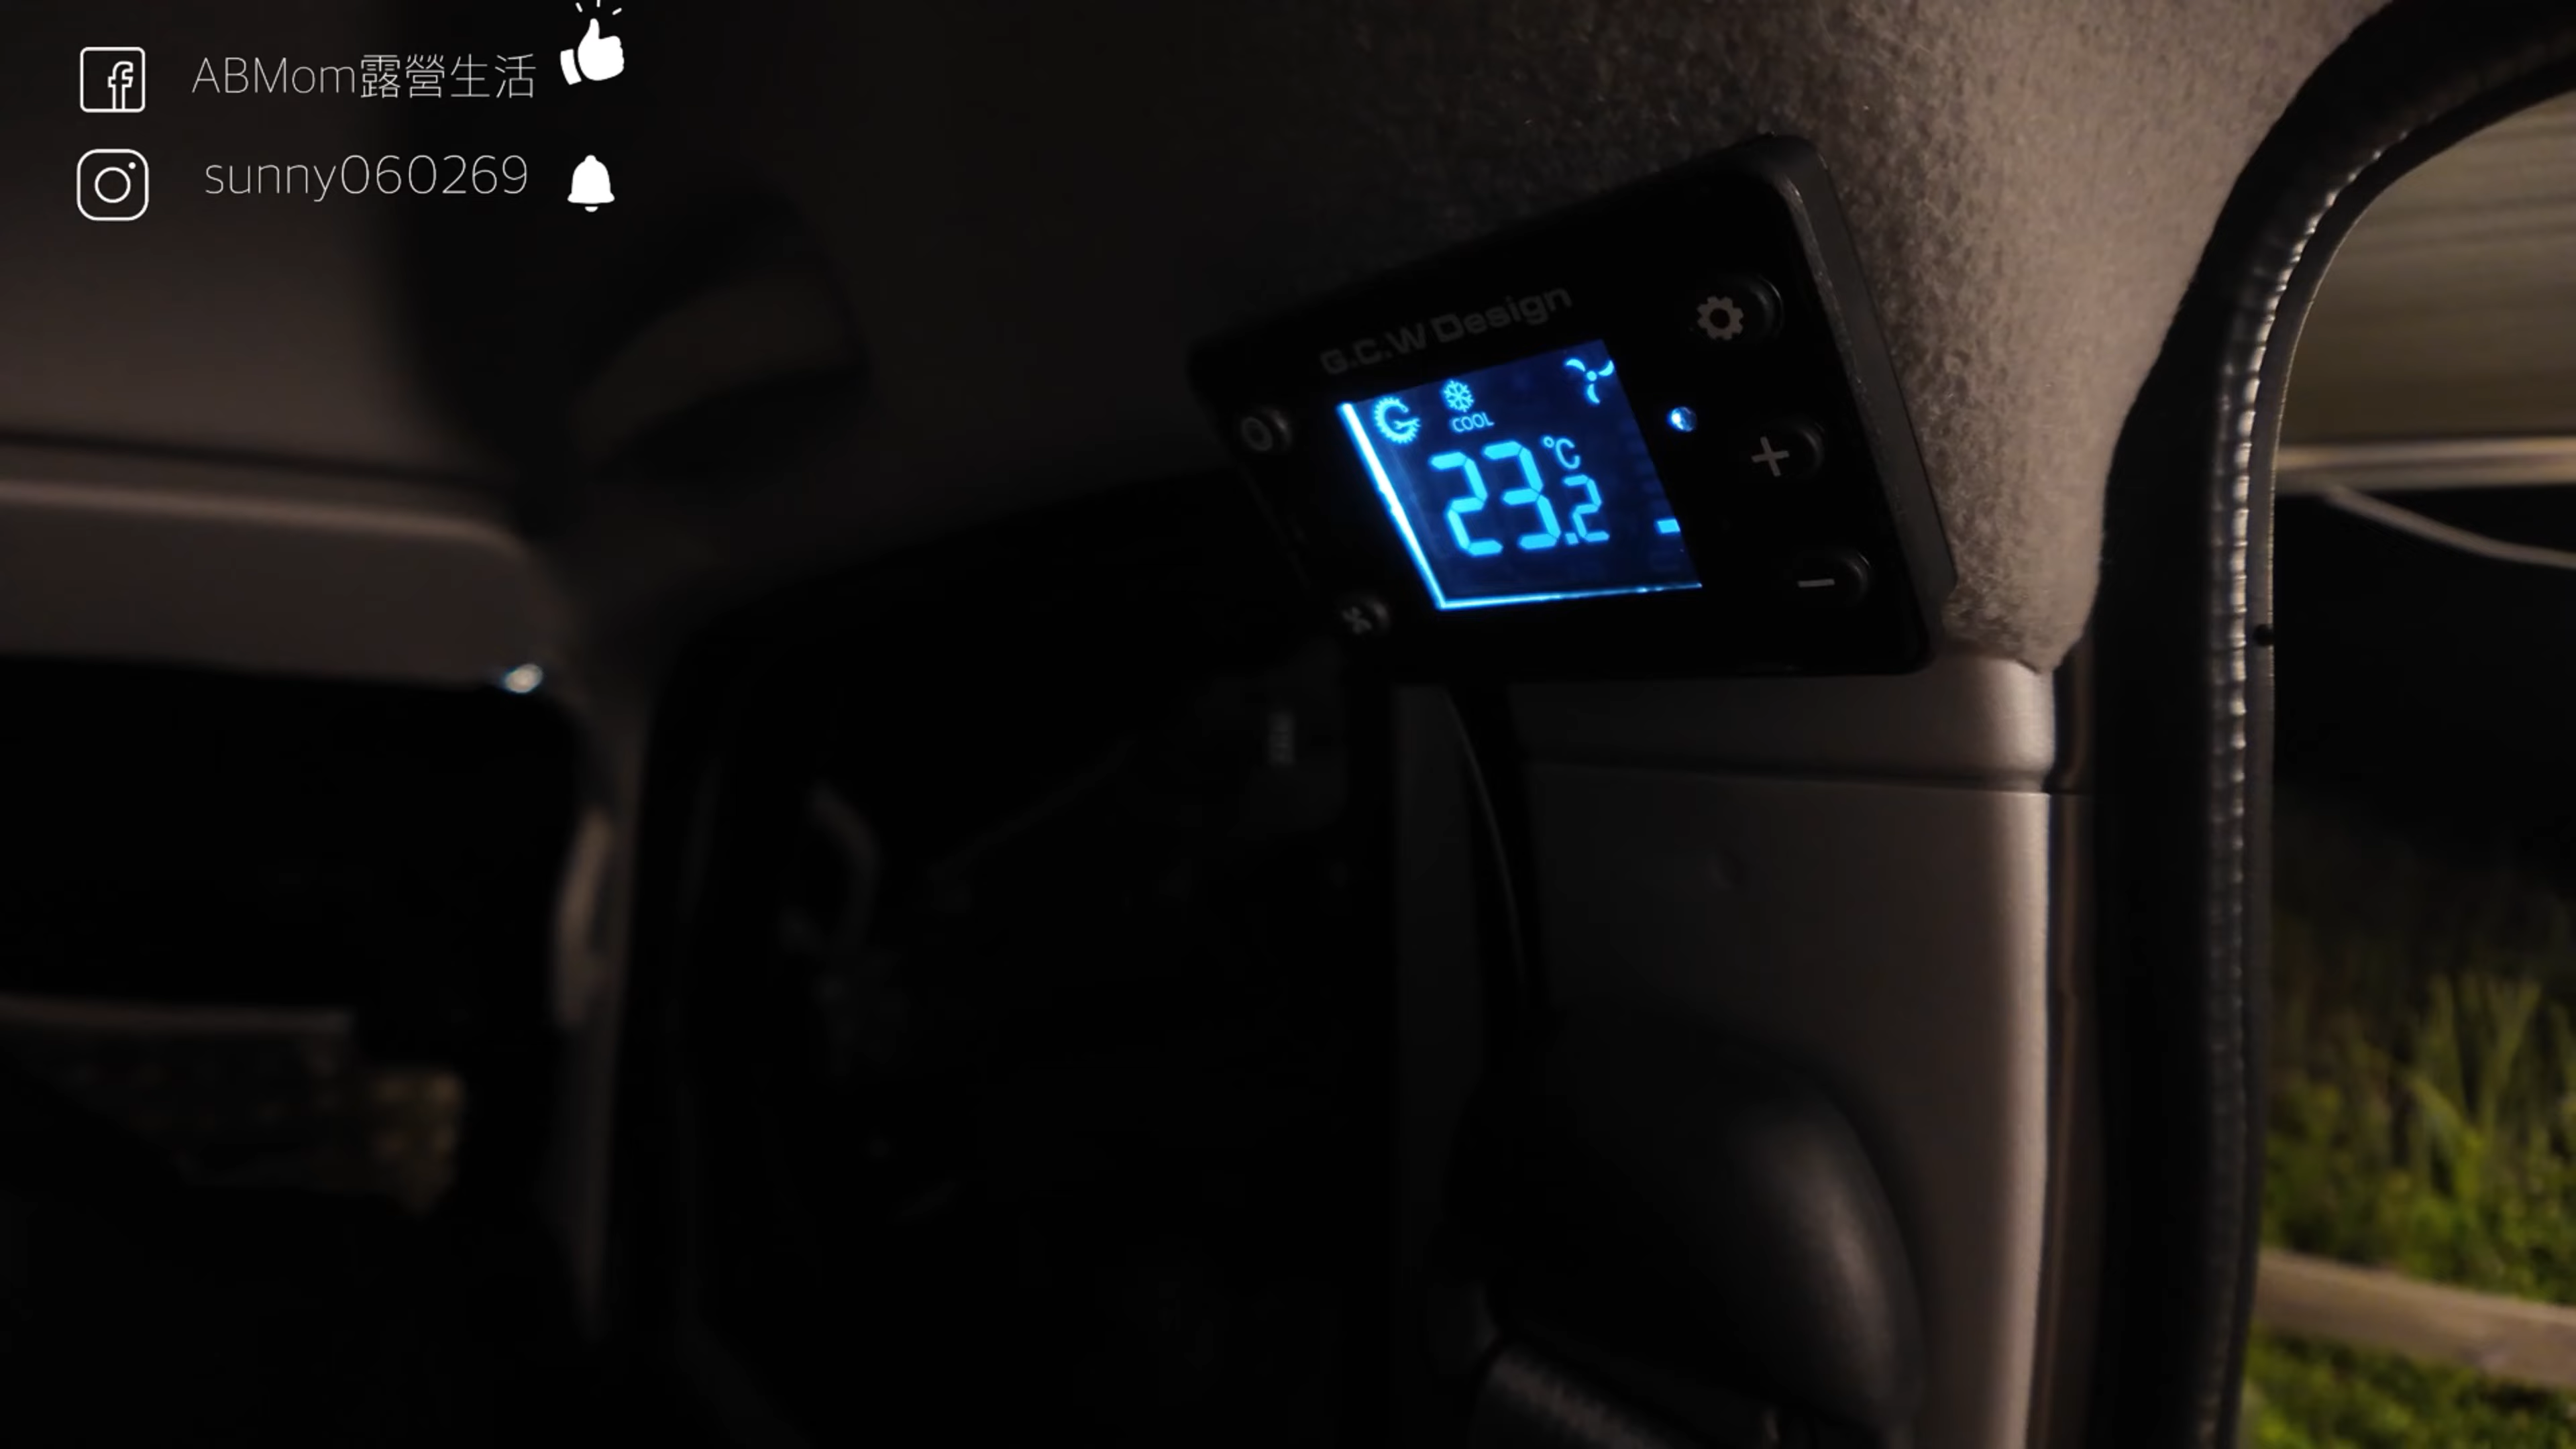 ABMom露營生活
sunny060269
G.C.W Design
COOL
23.2 °C